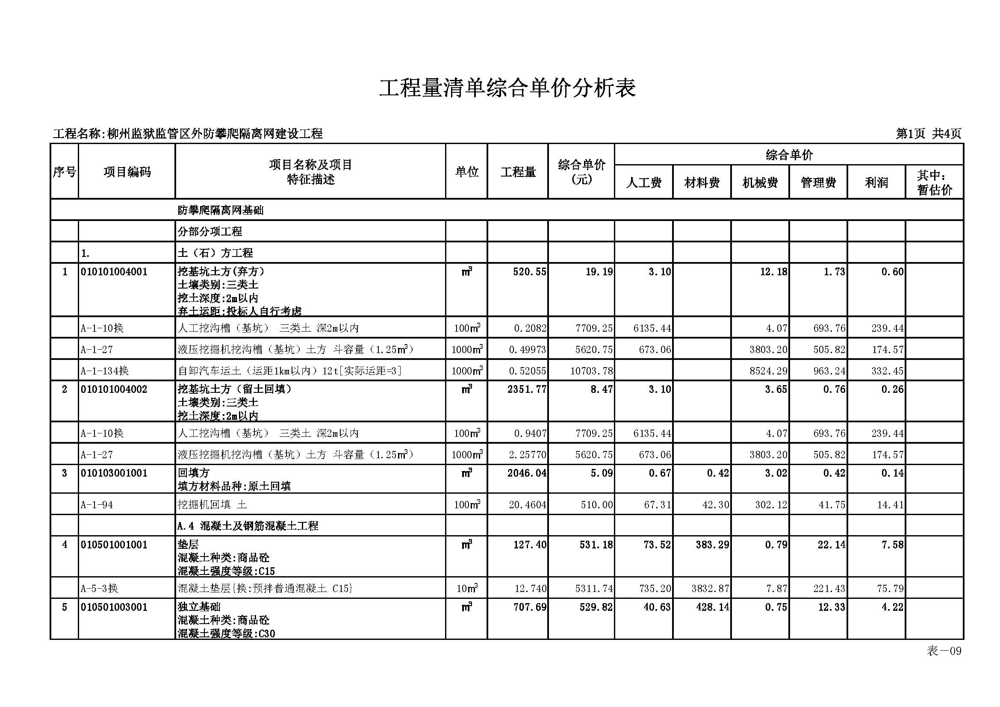 工程量清单综合单价分析表
工程名称:柳州监狱监管区外防攀爬隔离网建设工程 第1页 共4页
序号 项目编码 项目名称及项目 特征描述 单位 工程量 综合单价 (元) 综合单价
人工费 材料费 机械费 管理费 利润 其中: 暂估价
防攀爬隔离网基础
分部分项工程
1. 土（石）方工程
1 010101004001 挖基坑土方(弃方） m³ 520.55 19.19 3.10 12.18 1.73 0.60
土壤类别:三类土
挖土深度:2m以内
弃土运距:投标人自行考虑
A-1-10换 人工挖沟槽（基坑） 三类土 深2m以内 100m³ 0.2082 7709.25 6135.44 4.07 693.76 239.44
A-1-27 液压挖掘机挖沟槽（基坑）土方 斗容量（1.25m³） 1000m³ 0.49973 5620.75 673.06 3803.20 505.82 174.57
A-1-134换 自卸汽车运土（运距1km以内）12t[实际运距=3] 1000m³ 0.52055 10703.78 8524.29 963.24 332.45
2 010101004002 挖基坑土方（留土回填） m³ 2351.77 8.47 3.10 3.65 0.76 0.26
土壤类别:三类土
挖土深度:2m以内
A-1-10换 人工挖沟槽（基坑） 三类土 深2m以内 100m³ 0.9407 7709.25 6135.44 4.07 693.76 239.44
A-1-27 液压挖掘机挖沟槽（基坑）土方 斗容量（1.25m³） 1000m³ 2.25770 5620.75 673.06 3803.20 505.82 174.57
3 010103001001 回填方 m³ 2046.04 5.09 0.67 0.42 3.02 0.42 0.14
填方材料品种:原土回填
A-1-94 挖掘机回填 土 100m³ 20.4604 510.00 67.31 42.30 302.12 41.75 14.41
A.4 混凝土及钢筋混凝土工程
4 010501001001 垫层 m³ 127.40 531.18 73.52 383.29 0.79 22.14 7.58
混凝土种类:商品砼
混凝土强度等级:C15
A-5-3换 混凝土垫层{换:预拌普通混凝土 C15} 10m³ 12.740 5311.74 735.20 3832.87 7.87 221.43 75.79
5 010501003001 独立基础 m³ 707.69 529.82 40.63 428.14 0.75 12.33 4.22
混凝土种类:商品砼
混凝土强度等级:C30
表－09